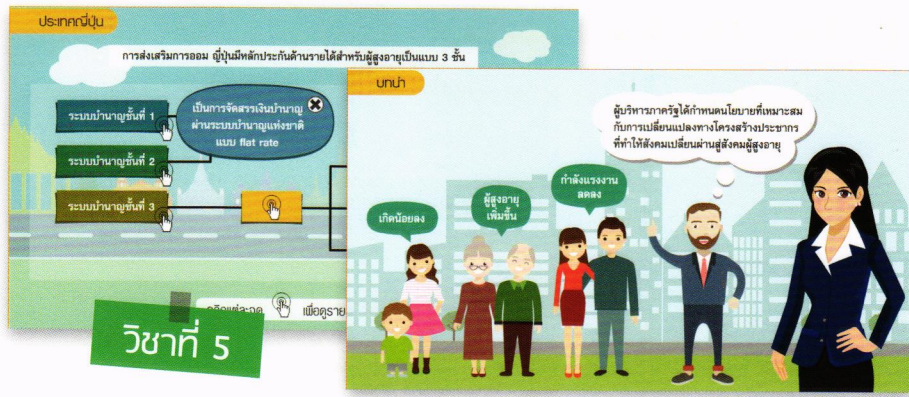 ประเทศญี่ปุ่น
การส่งเสริมการออม ญี่ปุ่นมีหลักประกันด้านรายได้สำหรับผู้สูงอายุเป็นแบบ 3 ชั้น
ระบบบำนาญชั้นที่ 1
เป็นการจัดสรรเงินบำนาญ
ผ่านระบบบำนาญแห่งชาติ
แบบ flat rate
ระบบบำนาญชั้นที่ 2
ระบบบำนาญชั้นที่ 3
เพื่อดูราย
วิชาที่ 5
บทนำ
ผู้บริหารภาครัฐได้กำหนดนโยบายที่เหมาะสม
กับการเปลี่ยนแปลงทางโครงสร้างประชากร
ที่ทำให้สังคมเปลี่ยนผ่านสู่สังคมผู้สูงอายุ
เกิดน้อยลง
ผู้สูงอายุ
เพิ่มขึ้น
กำลังแรงงาน
ลดลง